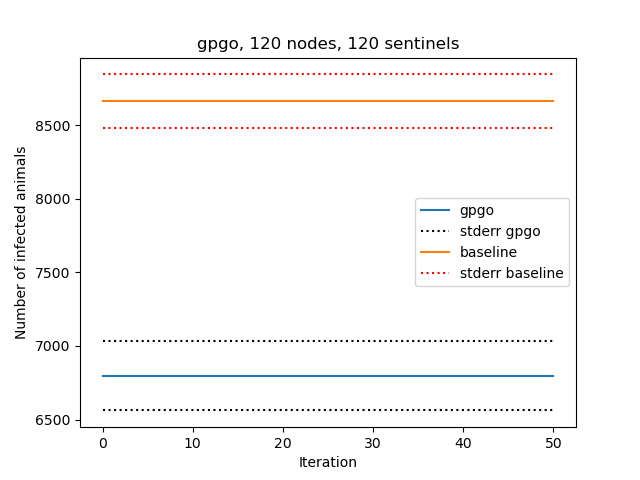 gpgo, 120 nodes, 120 sentinels
Number of infected animals
8500
8000
7500
7000
6500
gpgo
stderr gpgo
baseline
stderr baseline
0 10 20 30 40 50
Iteration